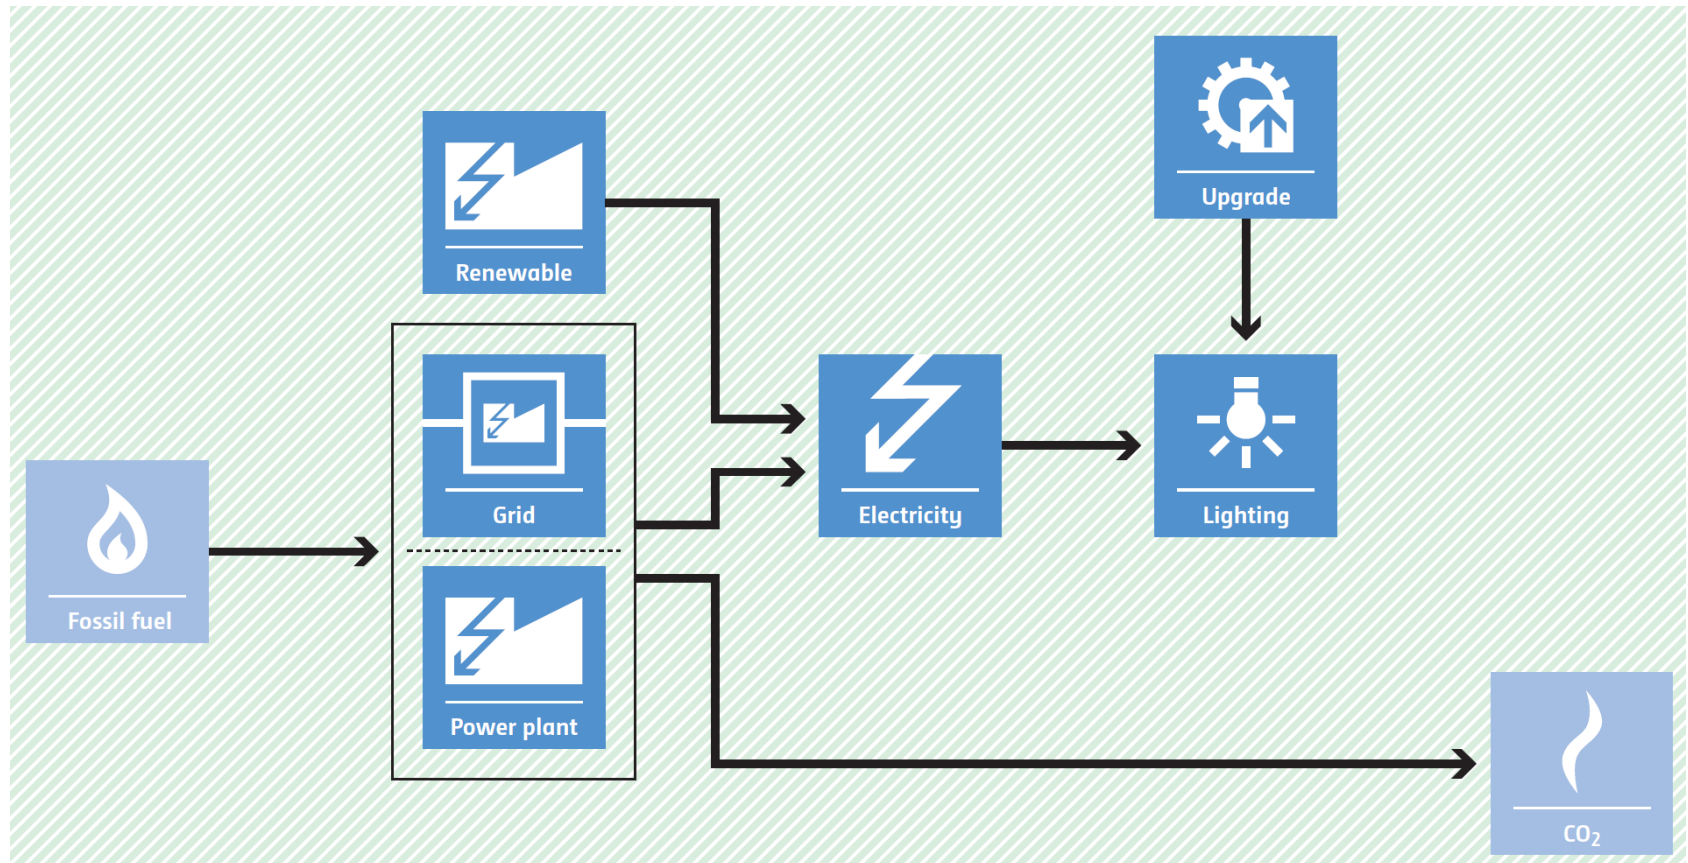 Upgrade
Renewable
Grid
Electricity
Lighting
Fossil fuel
Power plant
CO₂